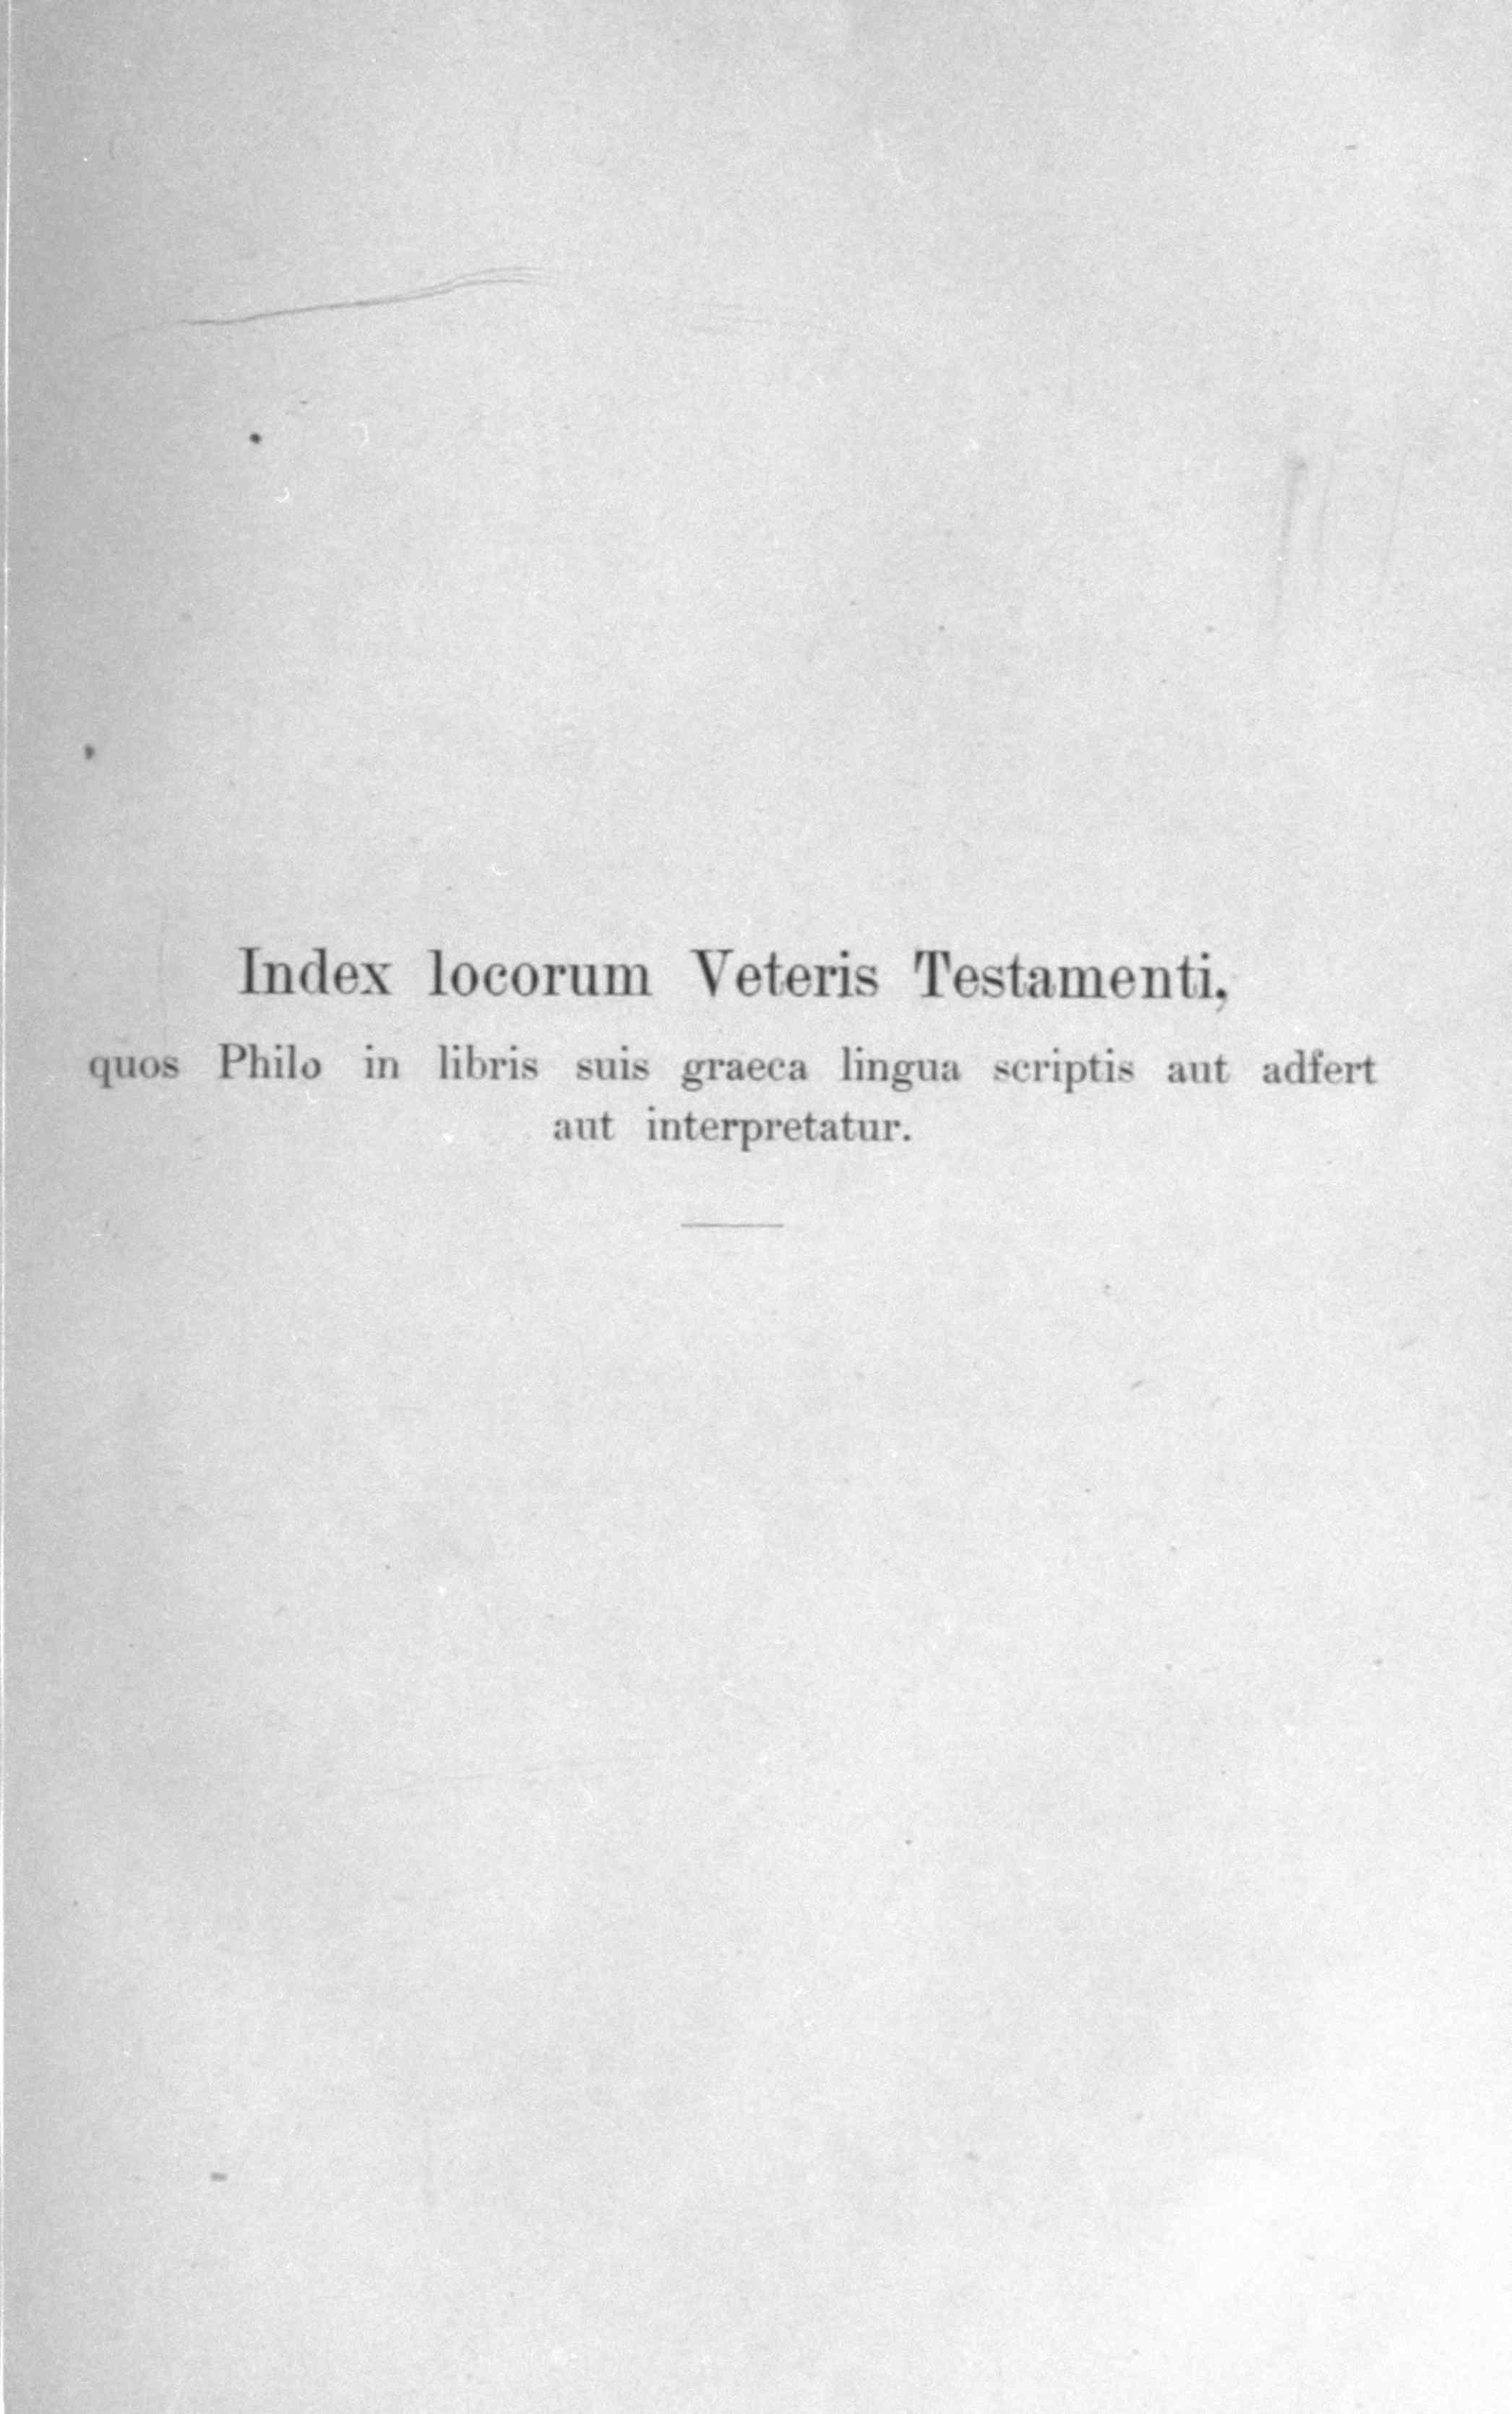 Index locorum Veteris Testamenti,
quos Philo in libris suis graeca lingua scriptis aut adfert
aut interpretatur.